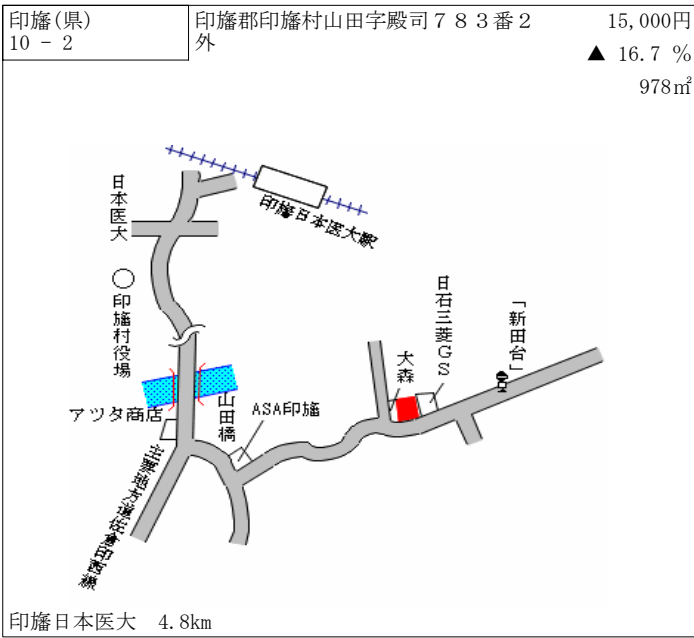 印旛(県)
10 - 2
印旛郡印旛村山田字殿司７８３番２
外
15,000円
▲ 16.7 %
978㎡
日本医大
印旛日本医大駅
印旛村役場
日石三菱ＧＳ
「新田台」
大森
山田橋
アツタ商店
ASA印旛
主要地方道佐倉印西線
印旛日本医大　4.8km